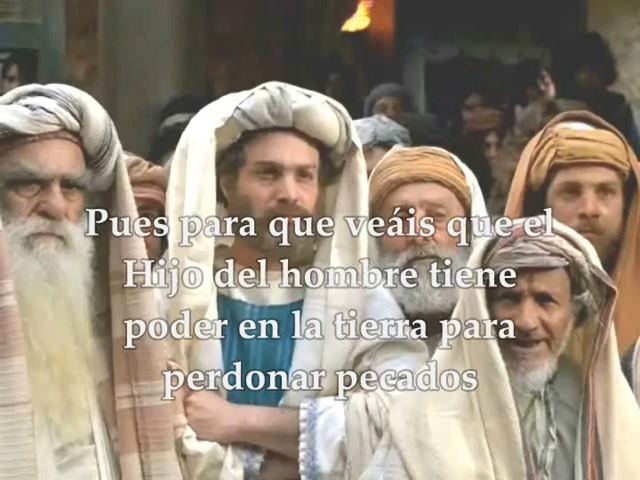 Pues para que veáis que el
Hijo del hombre tiene
poder en la tierra para
perdonar pecados